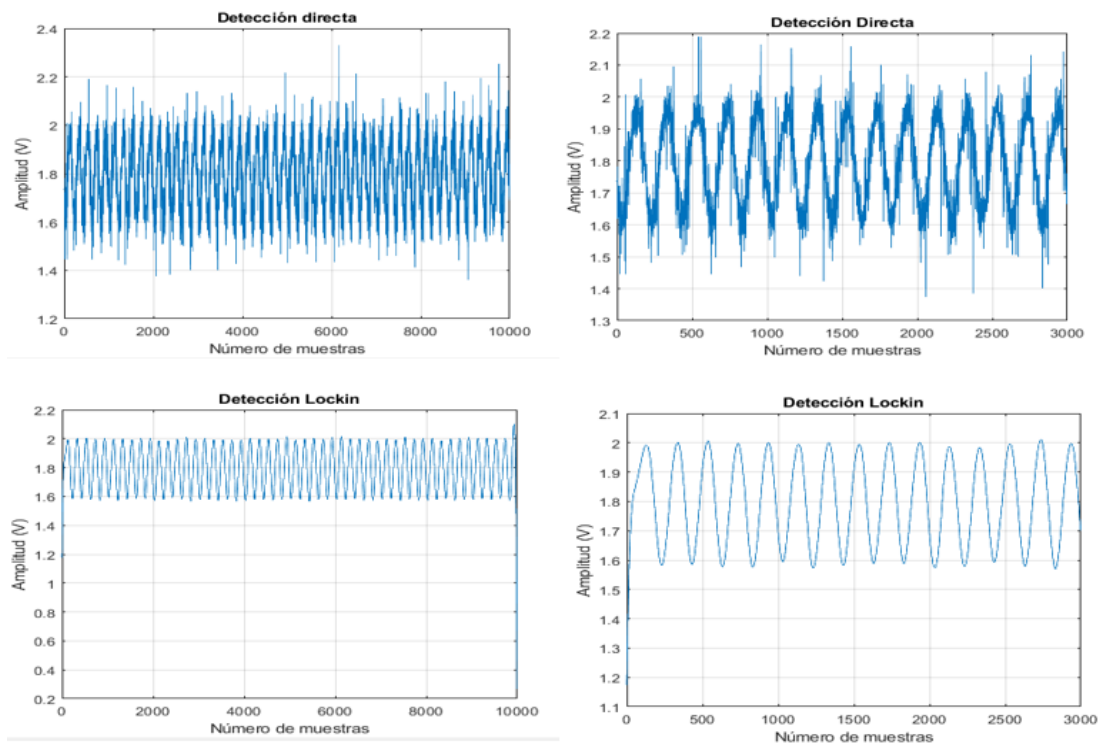 Detección directa
2.4
2.2
2
1.8
1.6
1.4
1.2
Amplitud (V)
0 2000 4000 6000 8000 10000
Número de muestras
Detección Directa
2.2
2.1
2
1.9
1.8
1.7
1.6
1.5
1.4
1.3
Amplitud (V)
0 500 1000 1500 2000 2500 3000
Número de muestras
Detección Lockin
2.2
2
1.8
1.6
1.4
1.2
1
0.8
0.6
0.4
0.2
Amplitud (V)
0 2000 4000 6000 8000 10000
Número de muestras
Detección Lockin
2.1
2
1.9
1.8
1.7
1.6
1.5
1.4
1.3
1.2
1.1
Amplitud (V)
0 500 1000 1500 2000 2500 3000
Número de muestras